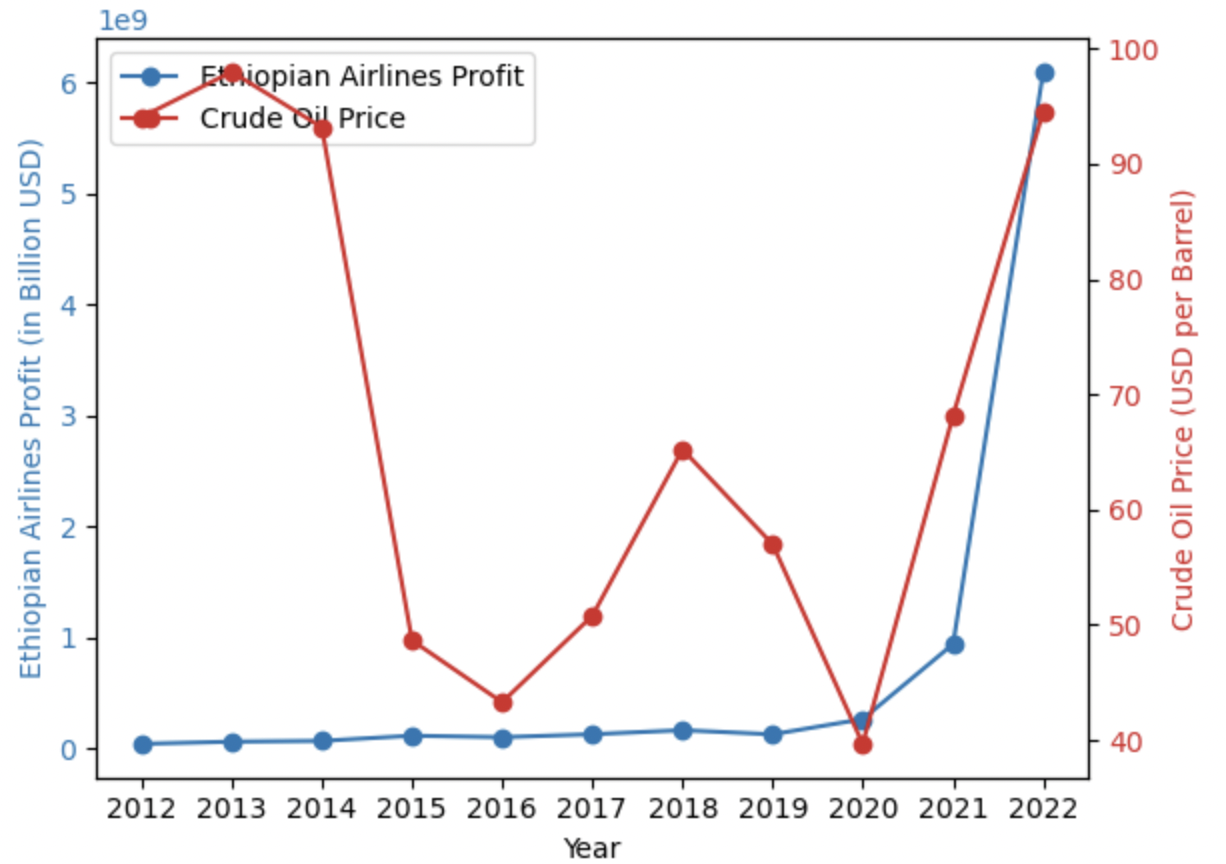 1e9
Ethiopian Airlines Profit
Crude Oil Price
Ethiopian Airlines Profit (in Billion USD)
6
5
4
3
2
1
0
100
90
80
70
60
50
40
Crude Oil Price (USD per Barrel)
2012 2013 2014 2015 2016 2017 2018 2019 2020 2021 2022
Year